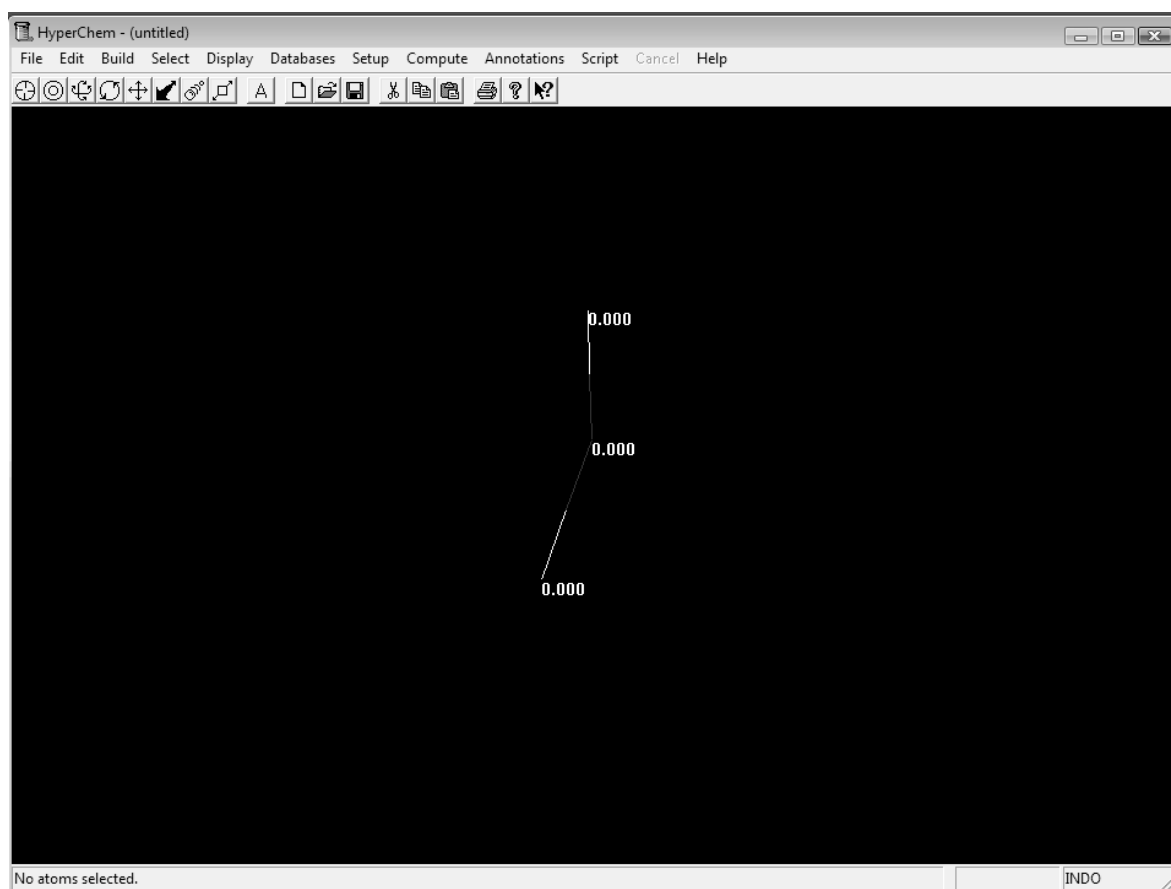 HyperChem - (untitled)
File Edit Build Select Display Databases Setup Compute Annotations Script Cancel Help
A
0.000
0.000
0.000
No atoms selected.
INDO